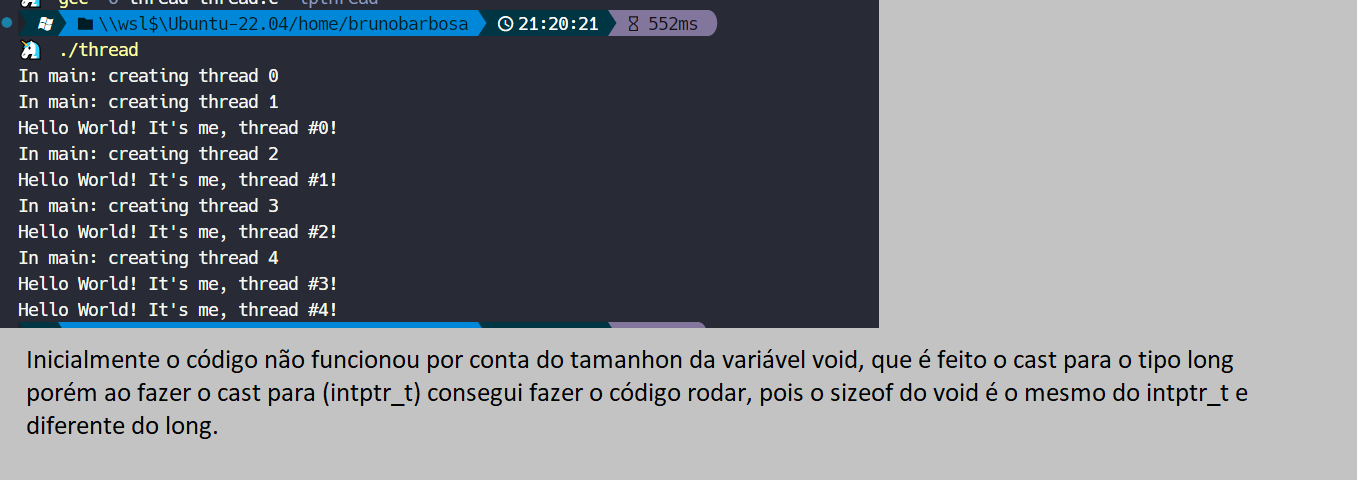 gcc -o thread thread.c -lpthread
\\wsl$\Ubuntu-22.04/home/brunobarbosa 21:20:21 552ms
./thread
In main: creating thread 0
In main: creating thread 1
Hello World! It's me, thread #0!
In main: creating thread 2
Hello World! It's me, thread #1!
In main: creating thread 3
Hello World! It's me, thread #2!
In main: creating thread 4
Hello World! It's me, thread #3!
Hello World! It's me, thread #4!
Inicialmente o código não funcionou por conta do tamanhon da variável void, que é feito o cast para o tipo long
porém ao fazer o cast para (intptr_t) consegui fazer o código rodar, pois o sizeof do void é o mesmo do intptr_t e
diferente do long.